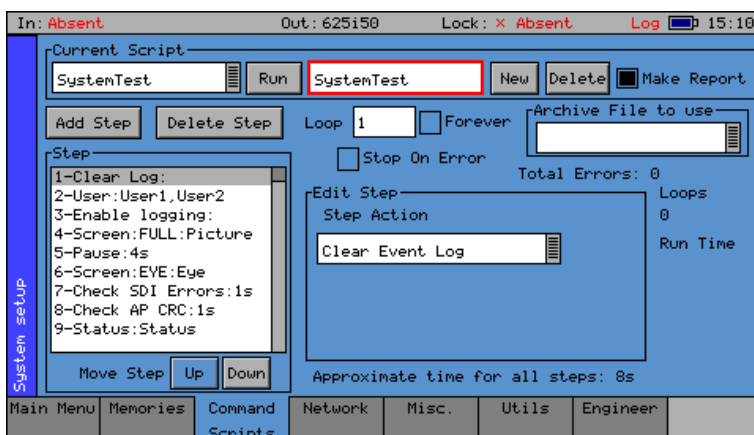 In: Absent Out: 625i50 Lock: × Absent Log 15:10
Current Script
SystemTest Run SystemTest New Delete Make Report
Add Step Delete Step Loop 1 Forever Archive File to use
Stop On Error
Step Total Errors: 0
1-Clear Log:
2-User:User1,User2
3-Enable logging:
4-Screen:FULL:Picture
5-Pause:4s
6-Screen:EYE:Eye
7-Check SDI Errors:1s
8-Check AP CRC:1s
9-Status:Status
Move Step Up Down
Edit Step
Step Action
Clear Event Log
Loops
0
Run Time
Approximate time for all steps: 8s
System setup
Main Menu Memories Command Scripts Network Misc. Utils Engineer